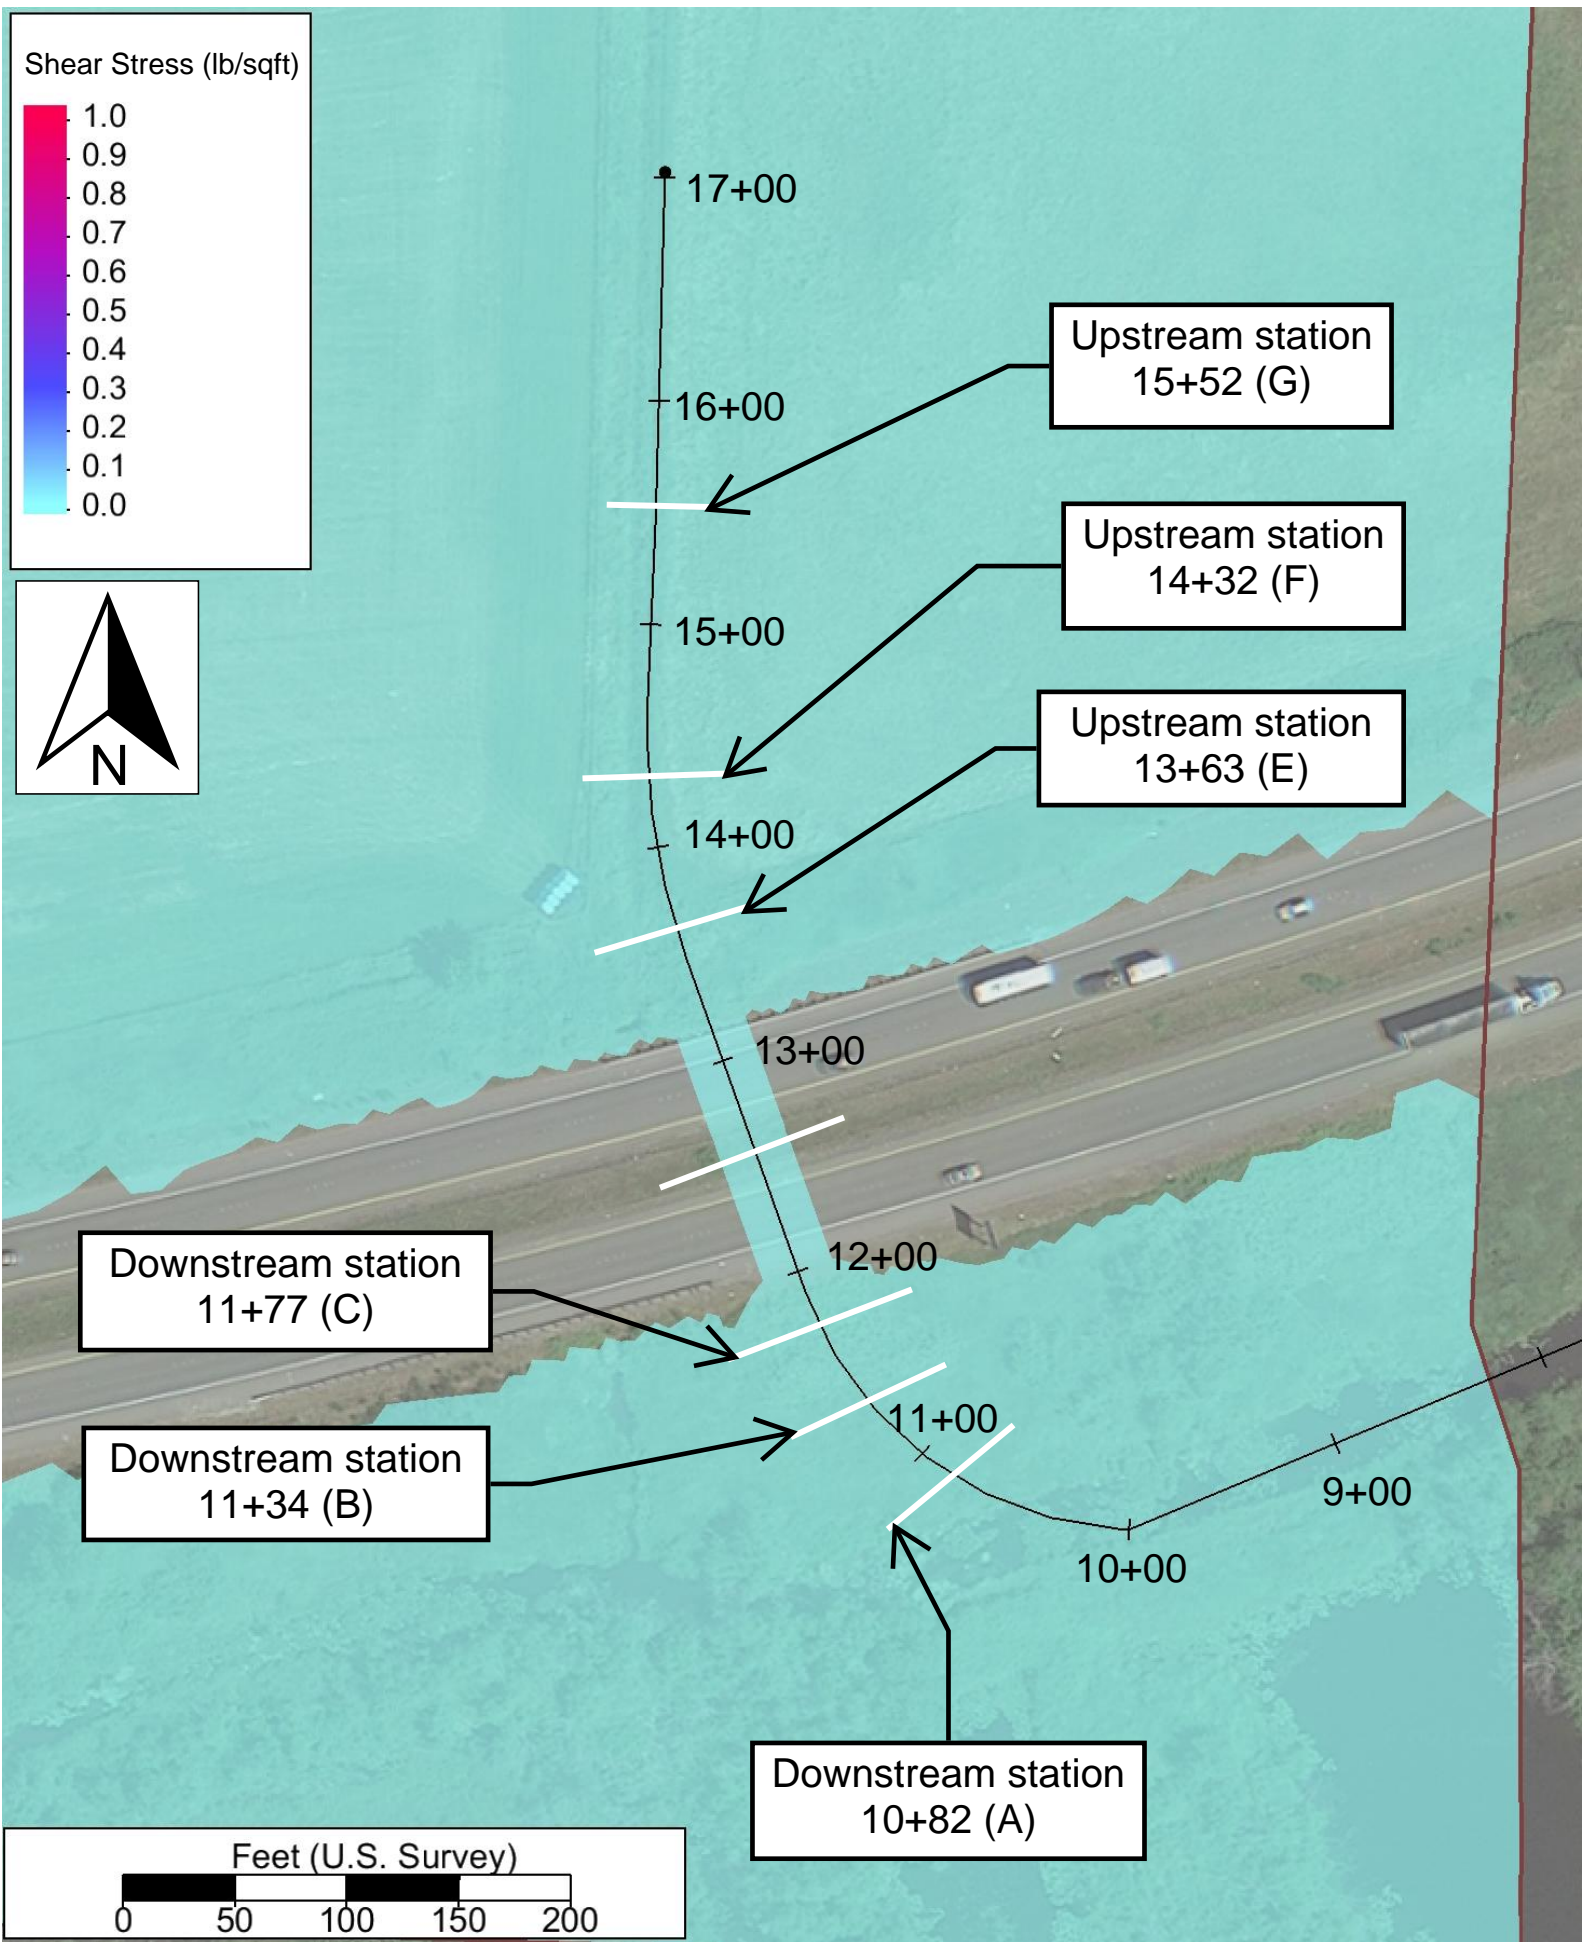 Shear Stress (lb/sqft)
1.0
0.9
0.8
0.7
0.6
0.5
0.4
0.3
0.2
0.1
0.0
N
17+00
16+00
Upstream station
15+52 (G)
15+00
Upstream station
14+32 (F)
Upstream station
13+63 (E)
14+00
13+00
12+00
Downstream station
11+77 (C)
11+00
Downstream station
11+34 (B)
9+00
10+00
Downstream station
10+82 (A)
Feet (U.S. Survey)
0 50 100 150 200